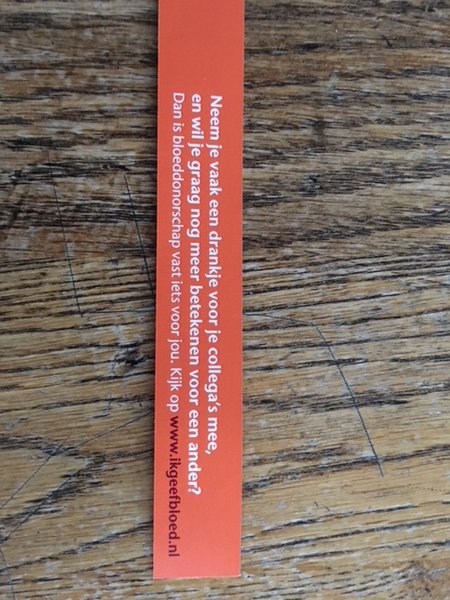 Neem je vaak een drankje voor je collega's mee,
en wil je graag nog meer betekenen voor een ander?
Dan is bloeddonorschap vast iets voor jou. Kijk op www.ikgeefbloed.nl